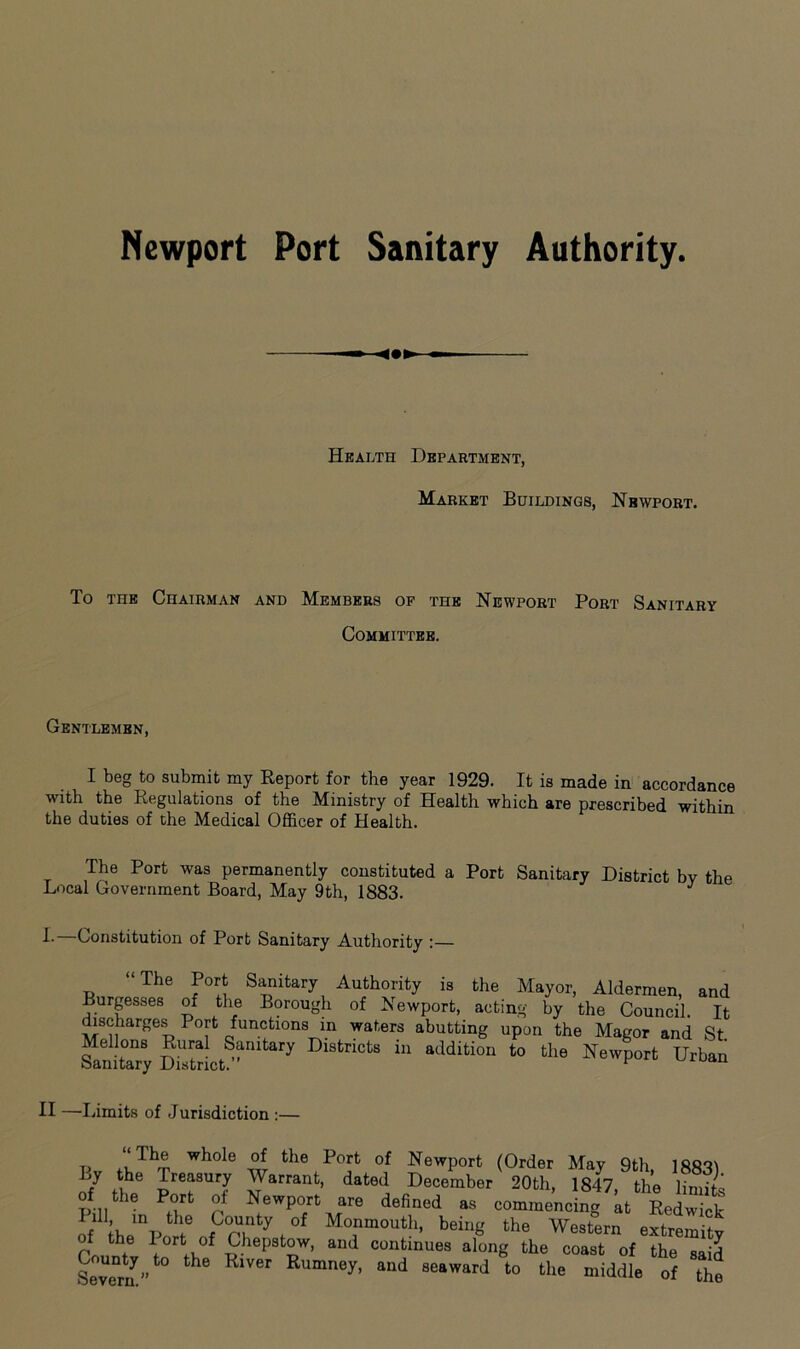 Newport Port Sanitary Authority.
Health Department,
Market Buildings, Newport.
To the Chairman and Members of the Newport Port Sanitary
Committee.
Gentlemen,
I beg to submit my Report for the year 1929. It is made in accordance
with the Regulations of the Ministry of Health which are prescribed within
the duties of the Medical Officer of Health.
The Port was permanently constituted a Port Sanitary District by the
Local Government Board, May 9th, 1883.
I.—Constitution of Port Sanitary Authority :—
“The Port Sanitary Authority is the Mayor, Aldermen, and
Burgesses of the Borough of Newport, acting by the Council. It
discharges Port functions in waters abutting upon the Magor and St.
Mellons Rural Sanitary Districts in addition to the Newport Urban
Sanitary District.”
II —Limits of Jurisdiction :—
“The whole of the Port of Newport (Order May 9th, 1883).
By the Treasury Warrant, dated December 20th, 1847, the limits
of the Port of Newport are defined as commencing at Redwick
Pill, in the County of Monmouth, being the Western extremity
of the Port of Chepstow, and continues along the coast of the said
County to the River Rumney, and seaward to the middle of the
Severn.”